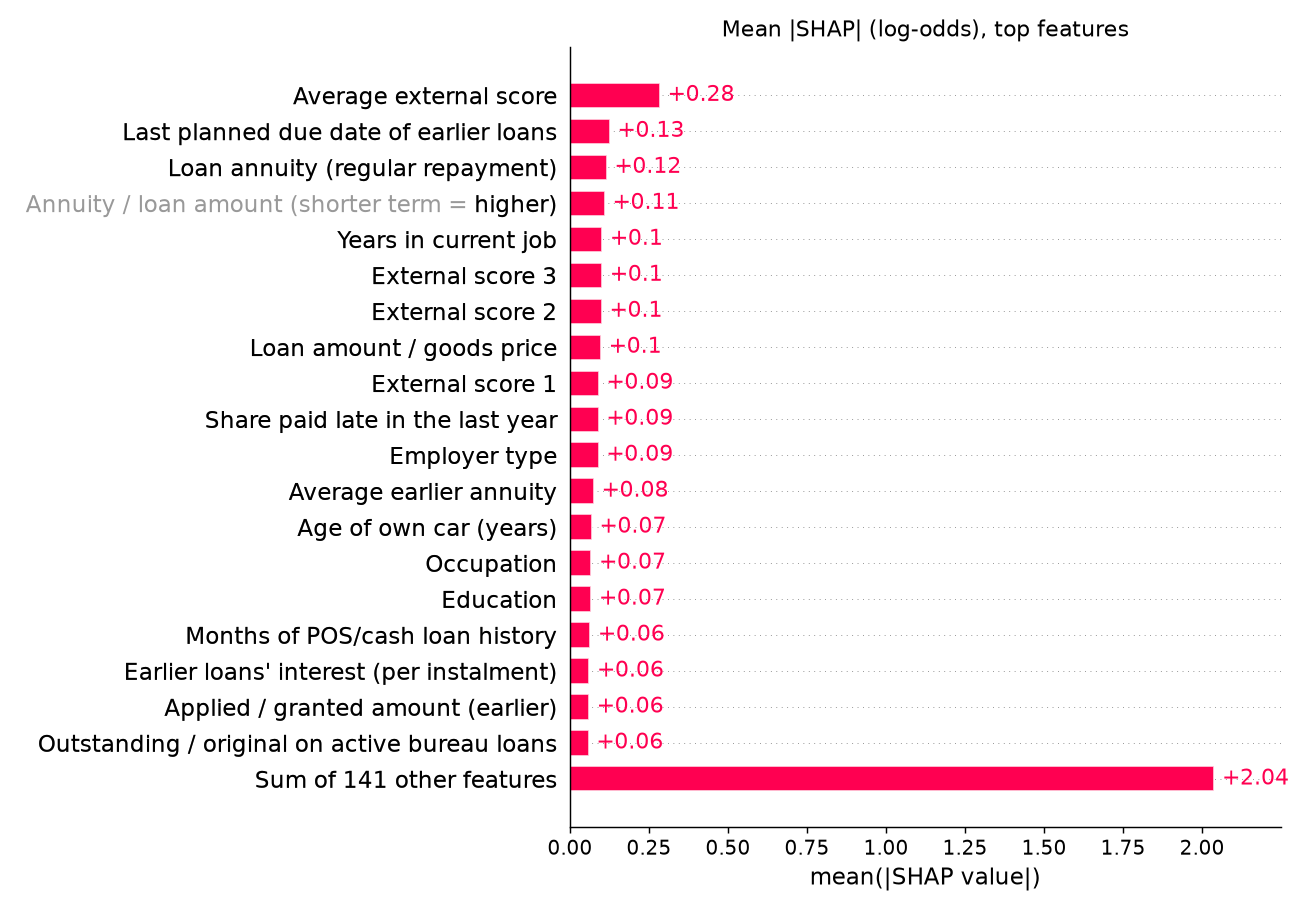 Mean |SHAP| (log-odds), top features
Average external score +0.28
Last planned due date of earlier loans +0.13
Loan annuity (regular repayment) +0.12
Annuity / loan amount (shorter term = higher) +0.11
Years in current job +0.1
External score 3 +0.1
External score 2 +0.1
Loan amount / goods price +0.1
External score 1 +0.09
Share paid late in the last year +0.09
Employer type +0.09
Average earlier annuity +0.08
Age of own car (years) +0.07
Occupation +0.07
Education +0.07
Months of POS/cash loan history +0.06
Earlier loans' interest (per instalment) +0.06
Applied / granted amount (earlier) +0.06
Outstanding / original on active bureau loans +0.06
Sum of 141 other features +2.04
0.00 0.25 0.50 0.75 1.00 1.25 1.50 1.75 2.00
mean(|SHAP value|)